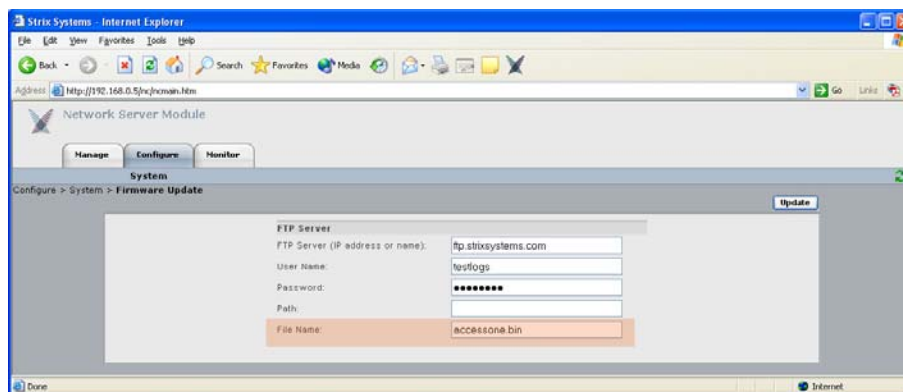 Strix Systems - Internet Explorer
File Edit View Favorites Tools Help
Back Search Favorites Media
Address http://192.168.0.5/nc/ncmain.htm Go Links
Network Server Module
Manage Configure Monitor
System
Configure > System > Firmware Update
Update
FTP Server
FTP Server (IP address or name): ftp.strixsystems.com
User Name: testlogs
Password: ●●●●●●●●
Path:
File Name: accessone.bin
Done Internet